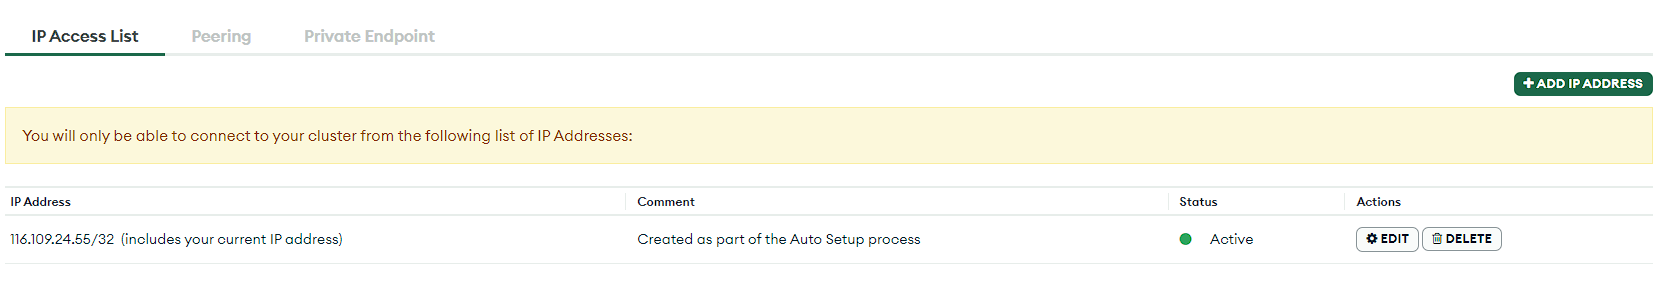 IP Access List Peering Private Endpoint
+ ADD IP ADDRESS
You will only be able to connect to your cluster from the following list of IP Addresses:
IP Address Comment Status Actions
116.109.24.55/32 (includes your current IP address) Created as part of the Auto Setup process Active EDIT DELETE